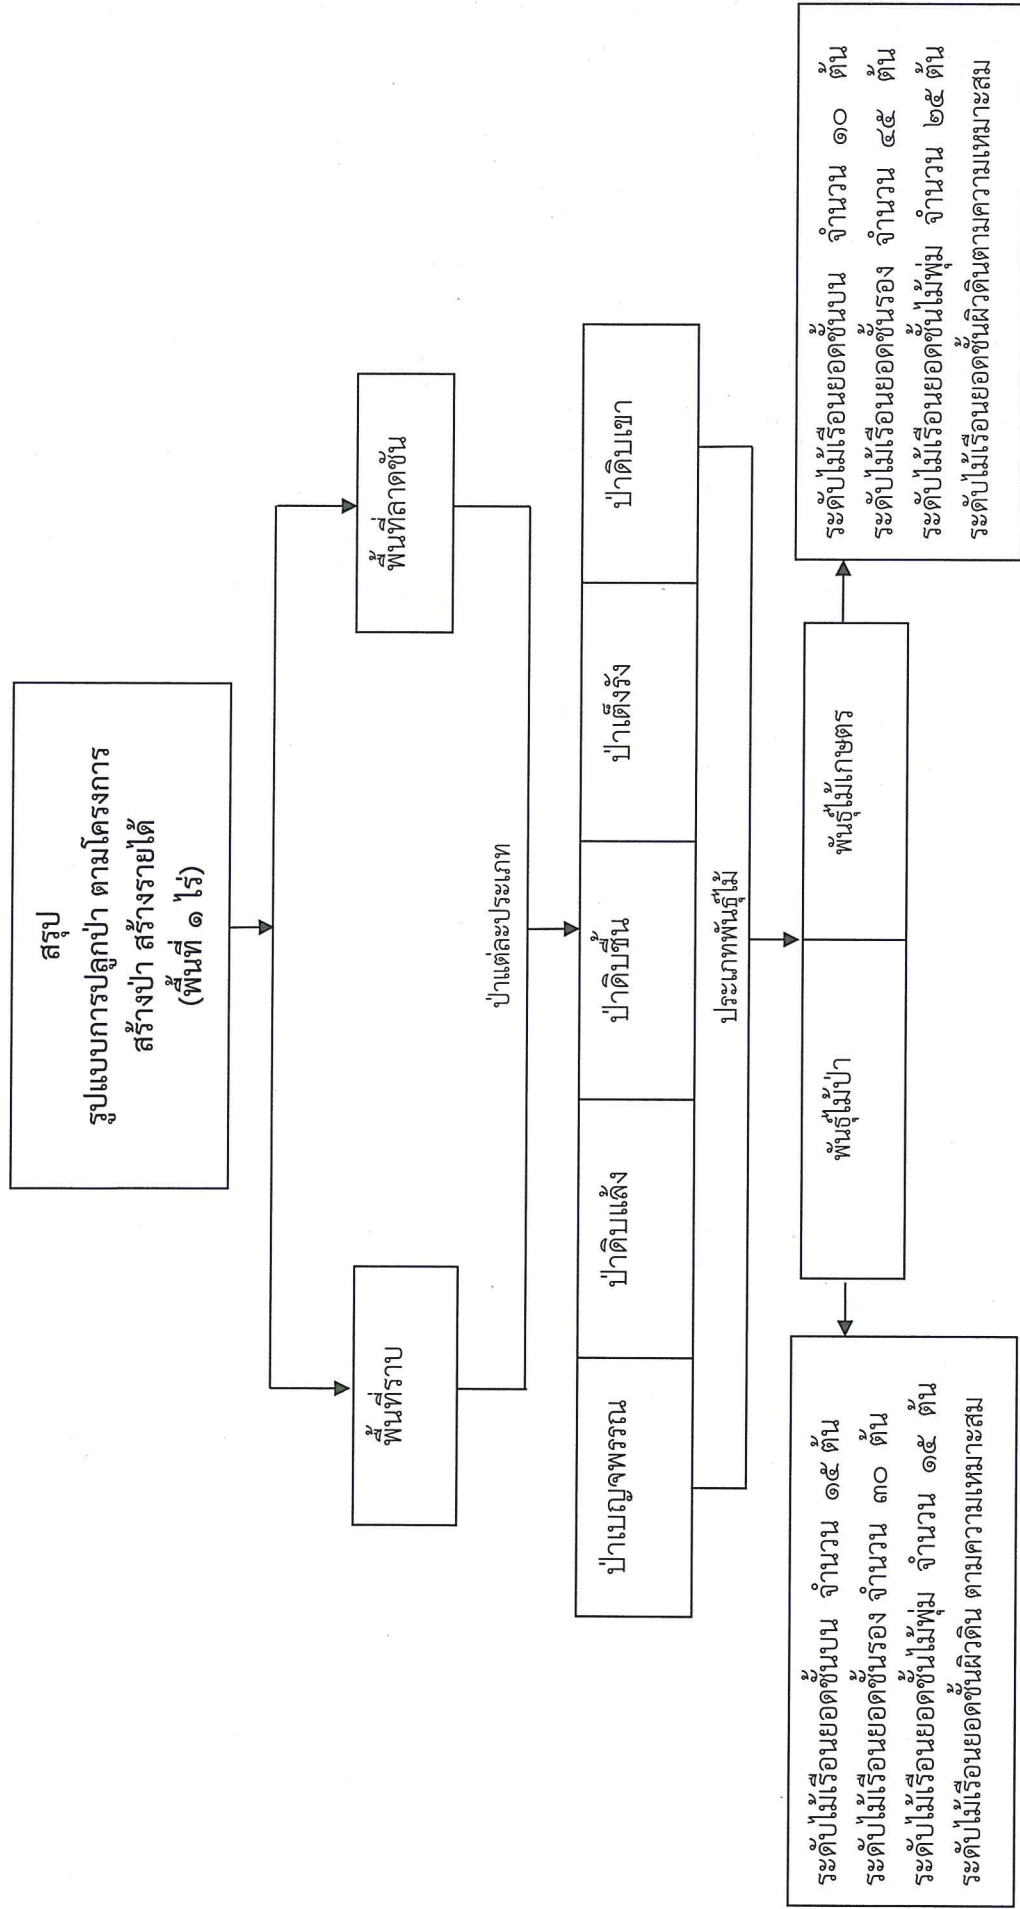 สรุป
รูปแบบการปลูกป่า ตามโครงการ
สร้างป่า สร้างรายได้
(พื้นที่ ๑ ไร่)
พื้นที่ราบ
พื้นที่ลาดชัน
ป่าแต่ละประเภท
ป่าเบญจพรรณ
ป่าดิบแล้ง
ป่าดิบชื้น
ป่าเต็งรัง
ป่าดิบเขา
ประเภทพันธุ์ไม้
พันธุ์ไม้ป่า
พันธุ์ไม้เกษตร
ระดับไม้เรือนยอดชั้นบน จำนวน ๑๕ ต้น
ระดับไม้เรือนยอดชั้นรอง จำนวน ๓๐ ต้น
ระดับไม้เรือนยอดชั้นไม้พุ่ม จำนวน ๑๕ ต้น
ระดับไม้เรือนยอดชั้นผิวดิน ตามความเหมาะสม
ระดับไม้เรือนยอดชั้นบน จำนวน ๑๐ ต้น
ระดับไม้เรือนยอดชั้นรอง จำนวน ๔๕ ต้น
ระดับไม้เรือนยอดชั้นไม้พุ่ม จำนวน ๒๕ ต้น
ระดับไม้เรือนยอดชั้นผิวดินตามความเหมาะสม